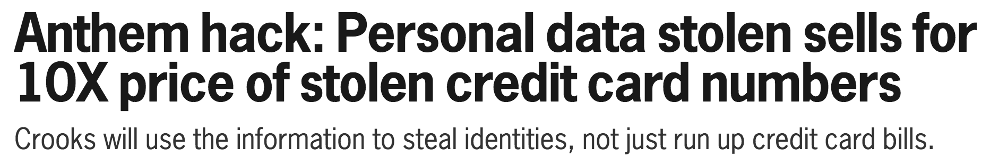 Anthem hack: Personal data stolen sells for
10X price of stolen credit card numbers
Crooks will use the information to steal identities, not just run up credit card bills.